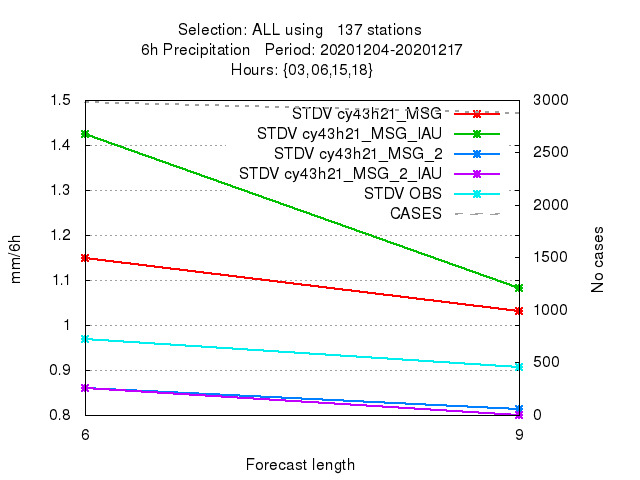 Selection: ALL using 137 stations
6h Precipitation Period: 20201204-20201217
Hours: {03,06,15,18}
STDV cy43h21_MSG
STDV cy43h21_MSG_IAU
STDV cy43h21_MSG_2
STDV cy43h21_MSG_2_IAU
STDV OBS
CASES
1.5
1.4
1.3
1.2
1.1
1
0.9
0.8
mm/6h
3000
2500
2000
1500
1000
500
0
No cases
6
9
Forecast length